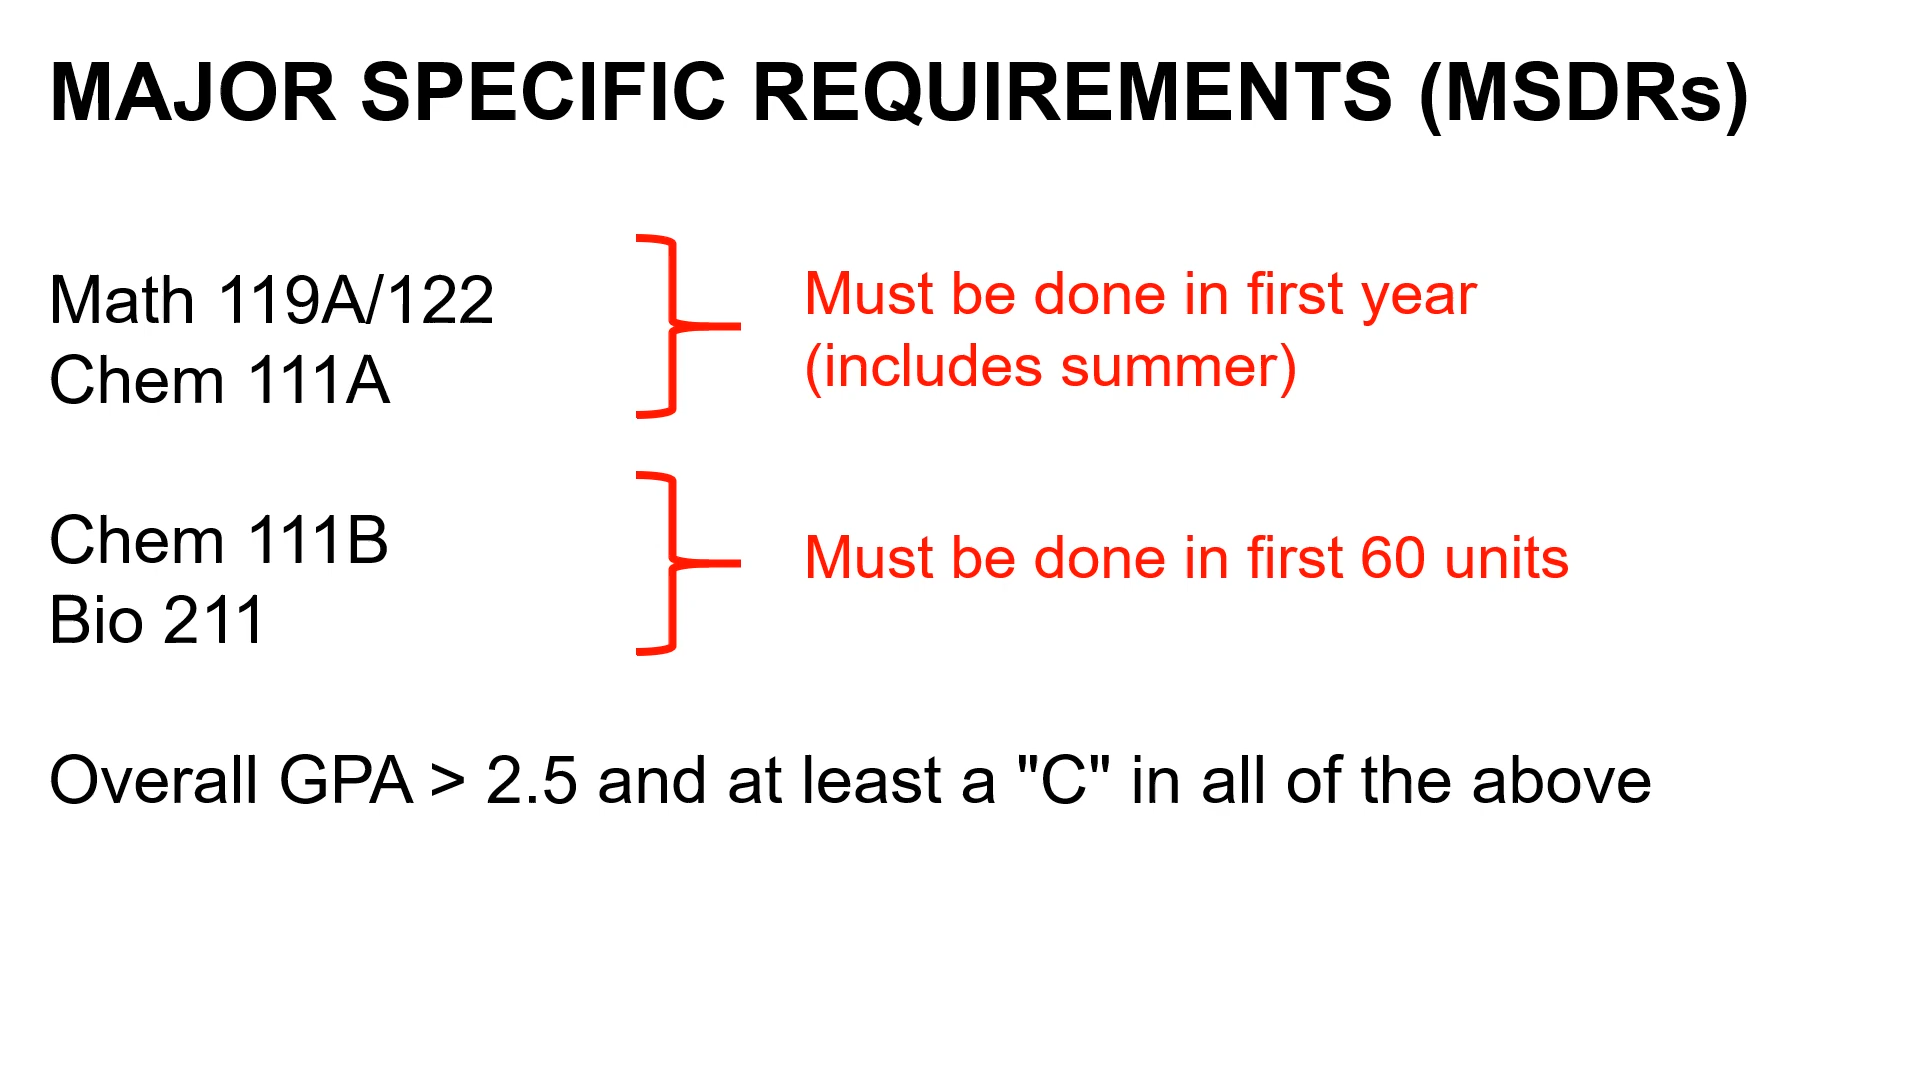 MAJOR SPECIFIC REQUIREMENTS (MSDRs)
Math 119A/122
Chem 111A
Must be done in first year
(includes summer)
Chem 111B
Bio 211
Must be done in first 60 units
Overall GPA > 2.5 and at least a "C" in all of the above